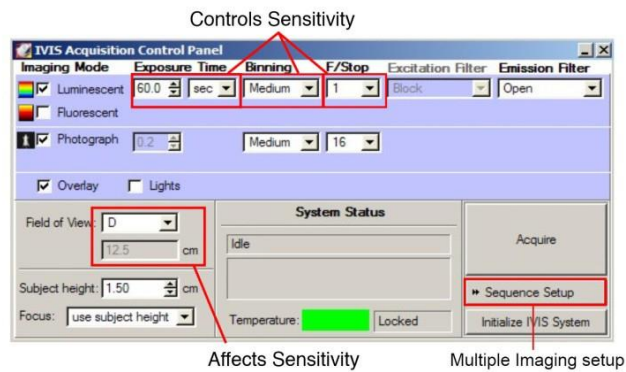 Controls Sensitivity
IVIS Acquisition Control Panel
Imaging Mode Exposure Time Binning F/Stop Excitation Filter Emission Filter
Luminescent 60.0 sec Medium 1 Block Open
Fluorescent
Photograph 0.2 Medium 16
Overlay Lights
Field of View: D
12.5 cm
Subject height: 1.50 cm
Focus: use subject height
System Status
Idle
Temperature: Locked
Acquire
Sequence Setup
Initialize IVIS System
Affects Sensitivity
Multiple Imaging setup